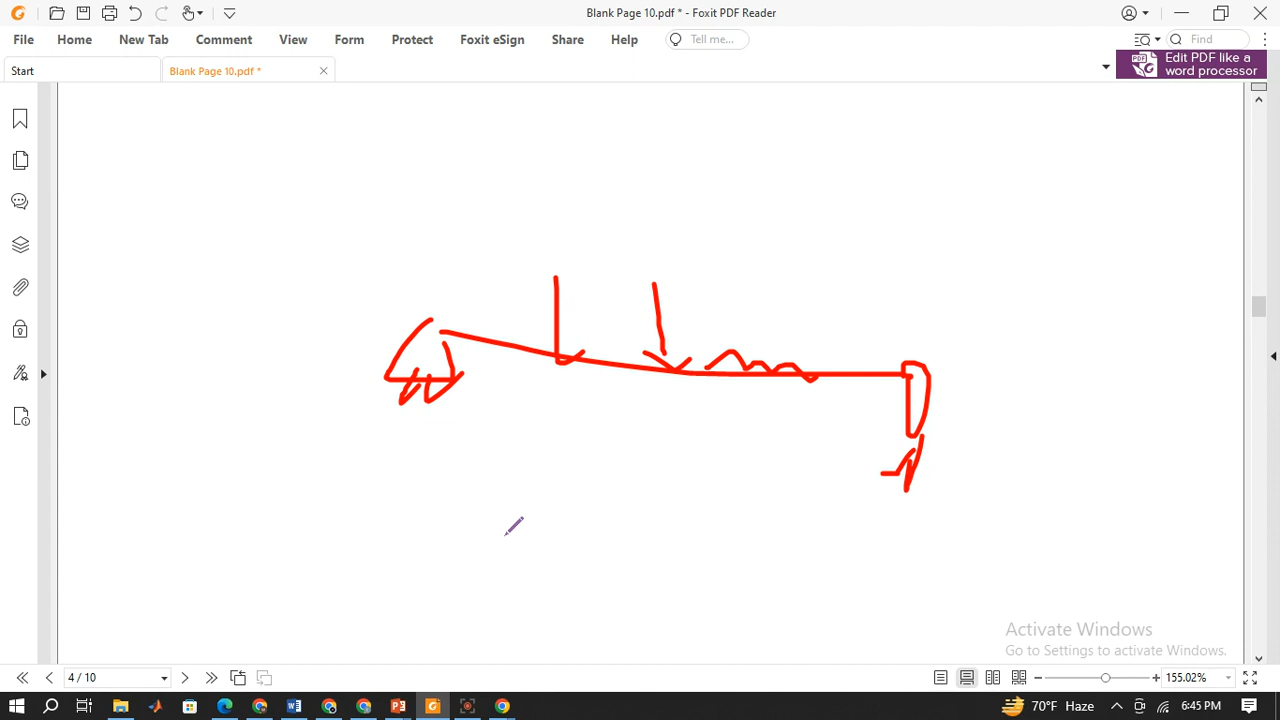 Blank Page 10.pdf * - Foxit PDF Reader
File Home New Tab Comment View Form Protect Foxit eSign Share Help Tell me... Find
Start
Blank Page 10.pdf *
Edit PDF like a
word processor
Activate Windows
Go to Settings to activate Windows.
4 / 10
155.02%
70°F Haze
6:45 PM